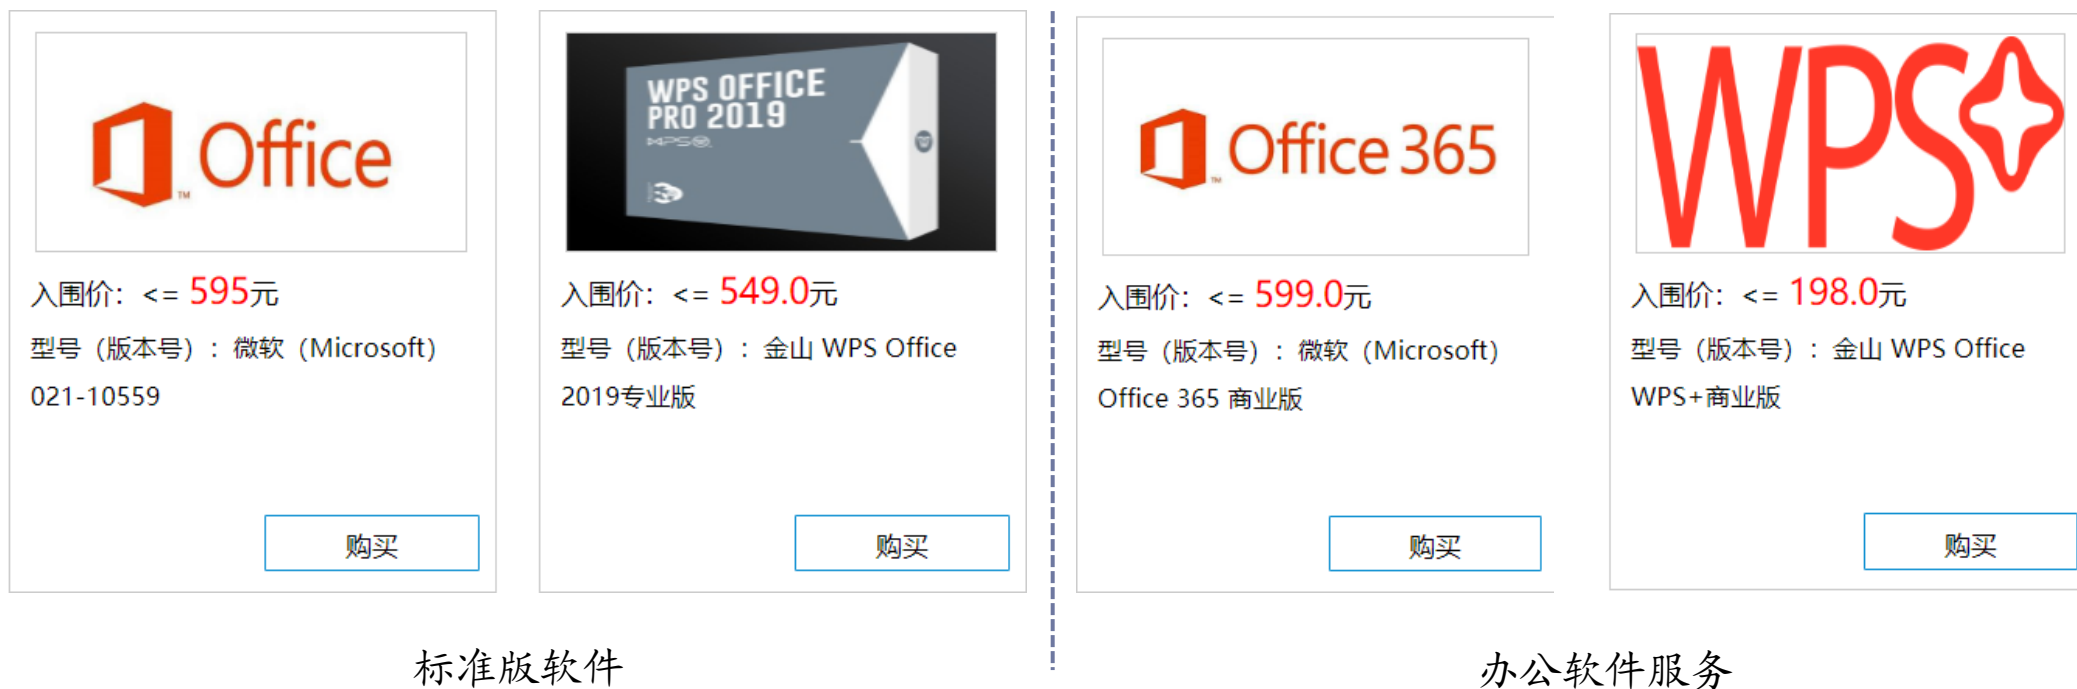 Office
TM
入围价：<= 595元
型号（版本号）：微软（Microsoft）
021-10559
购买
WPS OFFICE
PRO 2019
入围价：<= 549.0元
型号（版本号）：金山 WPS Office
2019专业版
购买
标准版软件
Office 365
TM
入围价：<= 599.0元
型号（版本号）：微软（Microsoft）
Office 365 商业版
购买
WPS+
入围价：<= 198.0元
型号（版本号）：金山 WPS Office
WPS+商业版
购买
办公软件服务